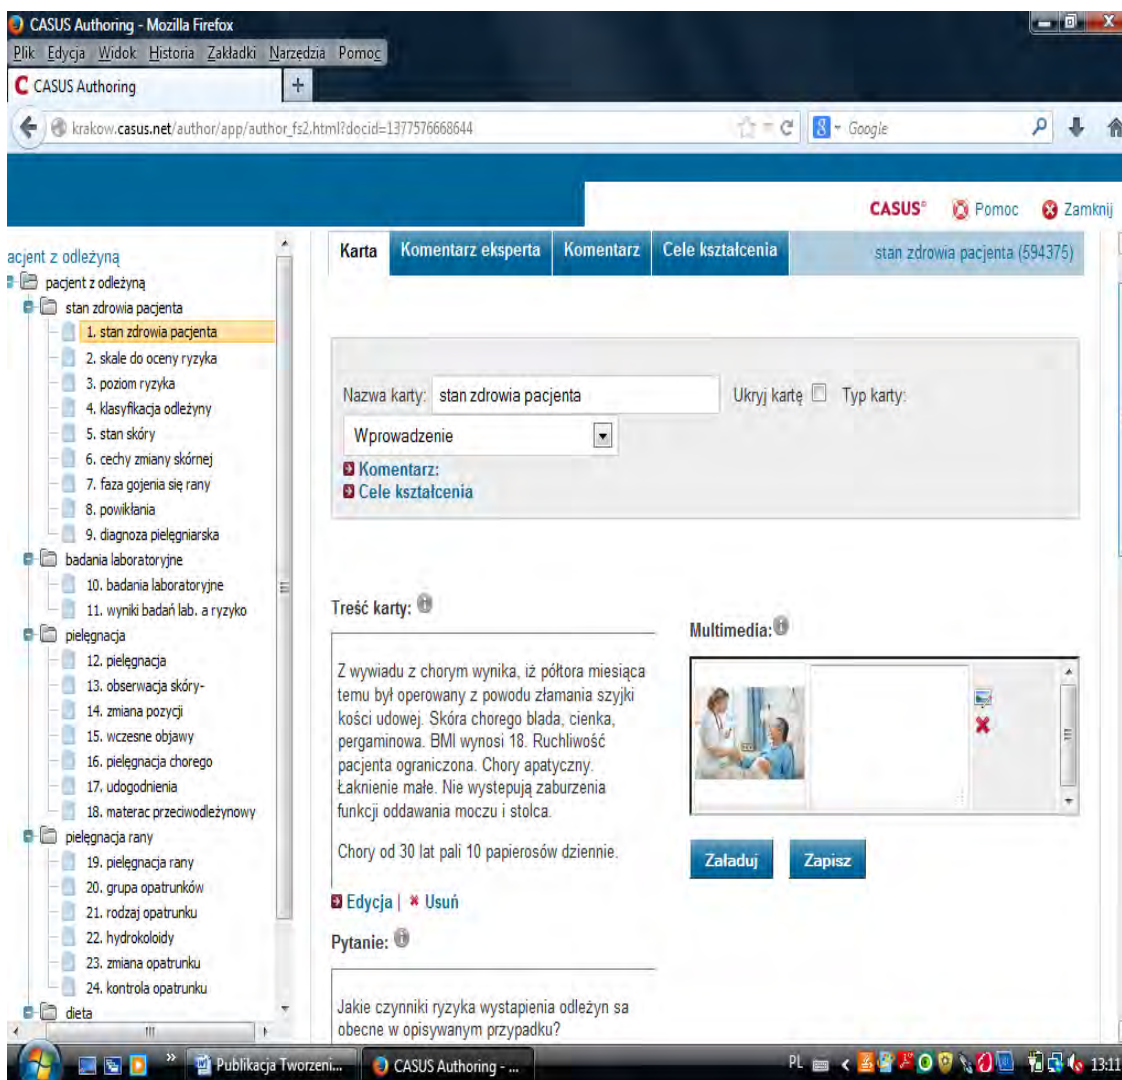 CASUS Authoring - Mozilla Firefox
Plik Edycja Widok Historia Zakładki Narzędzia Pomoc
CASUS Authoring
krakow.casus.net/author/app/author_fs2.html?docid=1377576668644
Google
CASUS
Pomoc
Zamknij
acjent z odleżyną
pacjent z odleżyną
stan zdrowia pacjenta
1. stan zdrowia pacjenta
2. skale do oceny ryzyka
3. poziom ryzyka
4. klasyfikacja odleżyny
5. stan skóry
6. cechy zmiany skórnej
7. faza gojenia się rany
8. powikłania
9. diagnoza pielęgniarska
badania laboratoryjne
10. badania laboratoryjne
11. wyniki badań lab. a ryzyko
pielęgnacja
12. pielęgnacja
13. obserwacja skóry-
14. zmiana pozycji
15. wczesne objawy
16. pielęgnacja chorego
17. udogodnienia
18. materac przeciwodleżynowy
pielęgnacja rany
19. pielęgnacja rany
20. grupa opatrunków
21. rodzaj opatrunku
22. hydrokoloidy
23. zmiana opatrunku
24. kontrola opatrunku
dieta
Karta
Komentarz eksperta
Komentarz
Cele kształcenia
stan zdrowia pacjenta (594375)
Nazwa karty: stan zdrowia pacjenta Ukryj kartę Typ karty:
Wprowadzenie
Komentarz:
Cele kształcenia
Treść karty:
Z wywiadu z chorym wynika, iż półtora miesiąca
temu był operowany z powodu złamania szyjki
kości udowej. Skóra chorego blada, cienka,
pergaminowa. BMI wynosi 18. Ruchliwość
pacjenta ograniczona. Chory apatyczny.
Łaknienie małe. Nie wystepują zaburzenia
funkcji oddawania moczu i stolca.
Chory od 30 lat pali 10 papierosów dziennie.
Edycja | Usuń
Multimedia:
Załaduj
Zapisz
Pytanie:
Jakie czynniki ryzyka wystapienia odleżyn sa
obecne w opisywanym przypadku?
Publikacja Tworzeni...
CASUS Authoring - ...
PL
13:11